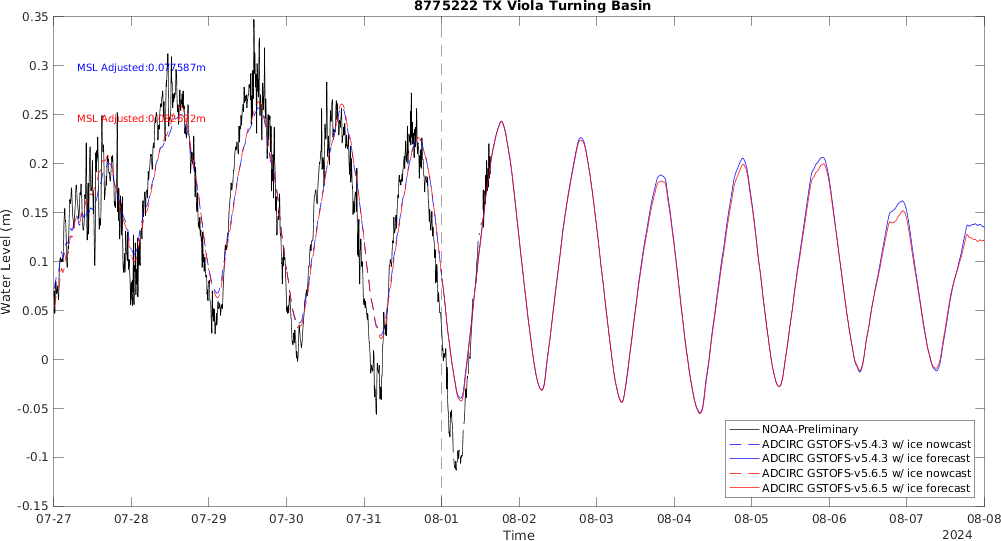 8775222 TX Viola Turning Basin
0.35
0.3
0.25
0.2
0.15
0.1
0.05
0
-0.05
-0.1
-0.15
Water Level (m)
MSL Adjusted:0.077587m
MSL
07-27
07-28
07-29
07-30
07-31
08-01
08-02
08-03
08-04
08-05
08-06
08-07
08-08
Time
2024
NOAA-Preliminary
ADCIRC GSTOFS-v5.4.3 w/ ice nowcast
ADCIRC GSTOFS-v5.4.3 w/ ice forecast
ADCIRC GSTOFS-v5.6.5 w/ ice nowcast
ADCIRC GSTOFS-v5.6.5 w/ ice forecast